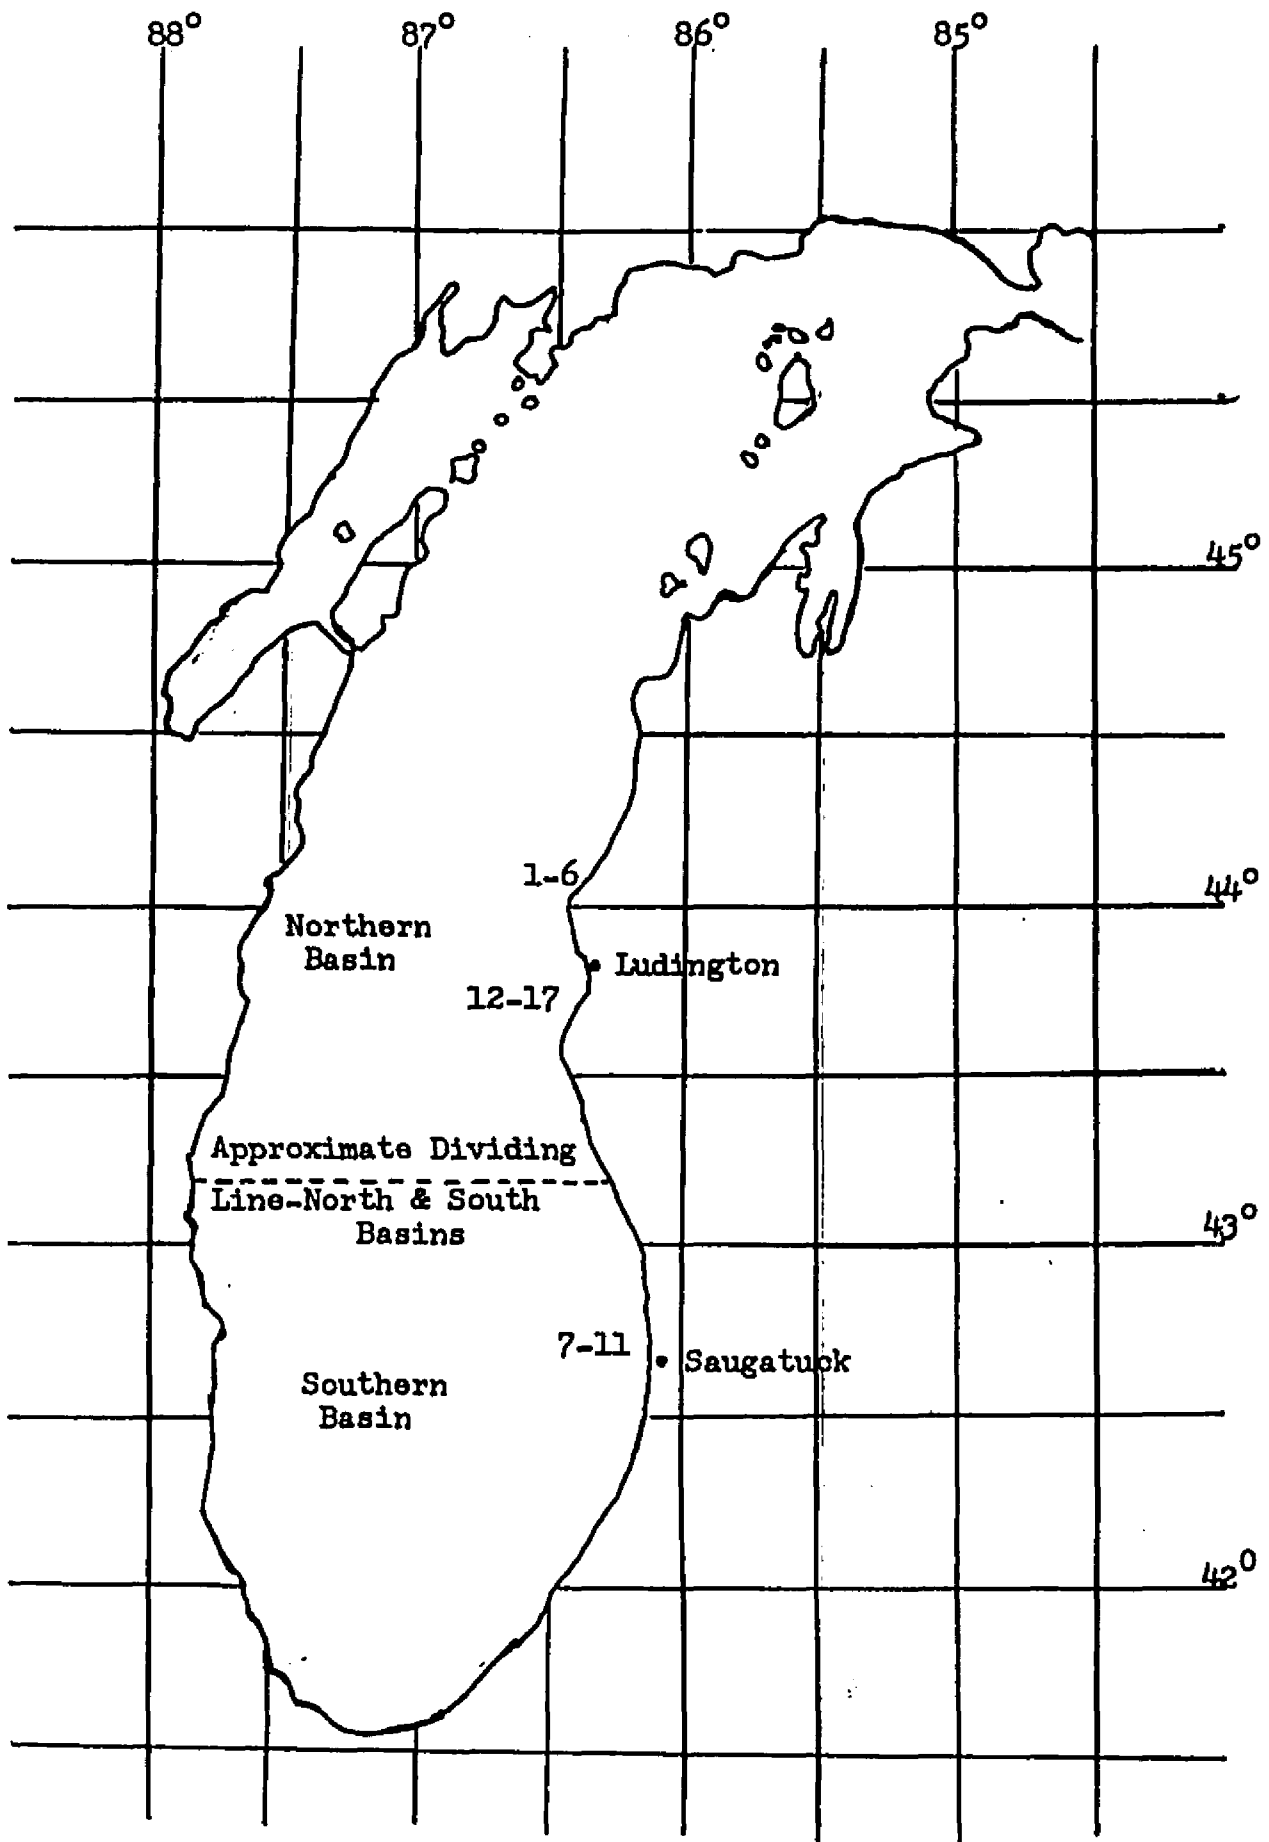 88° 87° 86° 85°
45°
1-6
44°
Northern
Basin
Ludington
12-17
Approximate Dividing
Line-North & South
Basins
43°
7-11
Saugatuck
Southern
Basin
42°